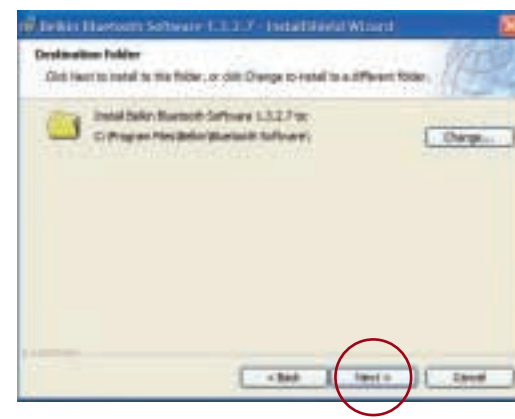 Belkin Bluetooth Software 1.3.2.7 - InstallShield Wizard
Destination Folder
Click Next to install to this folder, or click Change to install to a different folder.
Install Belkin Bluetooth Software 1.3.2.7 to:
C:\Program Files\Belkin\Bluetooth Software\
Change...
< Back
Next >
Cancel